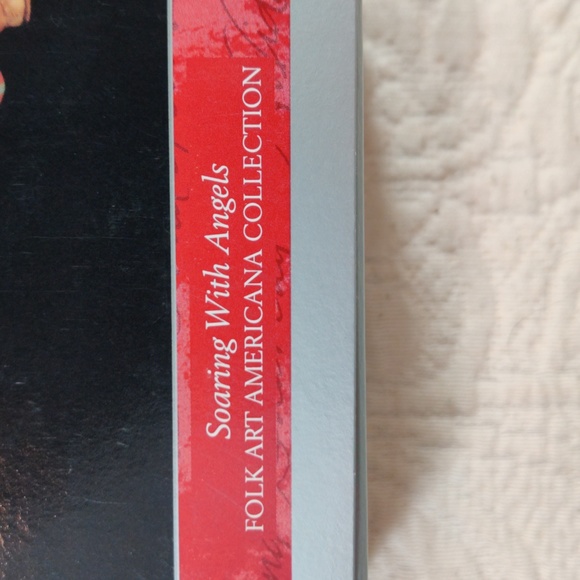 Soaring With Angels
FOLK ART AMERICANA COLLECTION